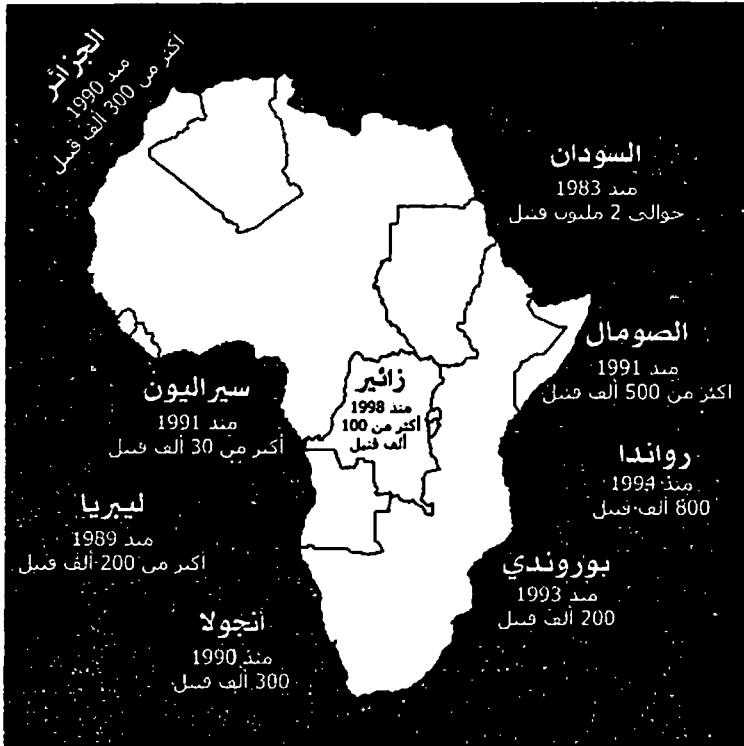 الجزائر
منذ 1990
أكثر من 300 ألف قتيل
السودان
منذ
1983
حوالى 2 مليون قتيل
الصومال
منذ 1991
اكثر من 500 ألف قتيل
زائير
منذ 1998
أكثر من 100
ألف قتيل
سيراليون
منذ 1991
أكثر من 30 ألف قتيل
رواندا
منذ 1994
800 ألف قتيل
ليبريا
منذ 1989
أكثر من 200 ألف قتيل
بوروندي
منذ 1993
200 ألف قتيل
أنجولا
منذ 1990
300 ألف قتيل